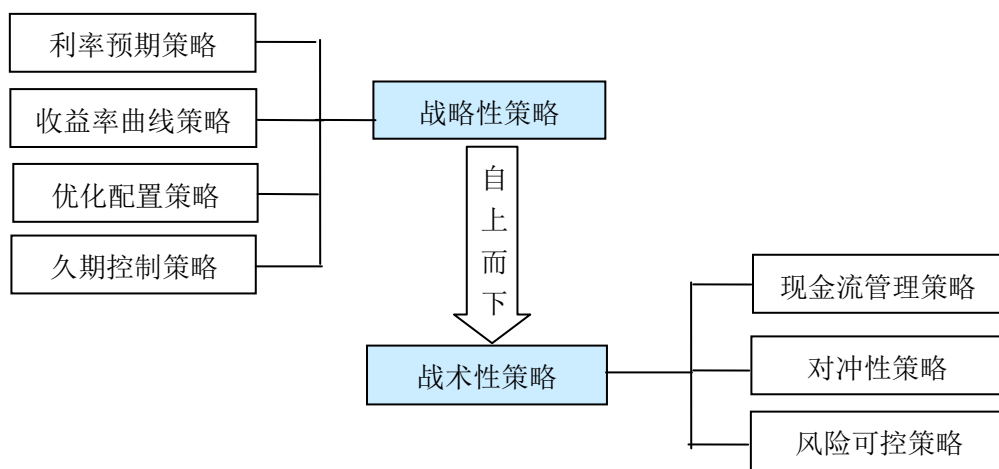 利率预期策略
收益率曲线策略
优化配置策略
久期控制策略
战略性策略
自
上
而
下
战术性策略
现金流管理策略
对冲性策略
风险可控策略